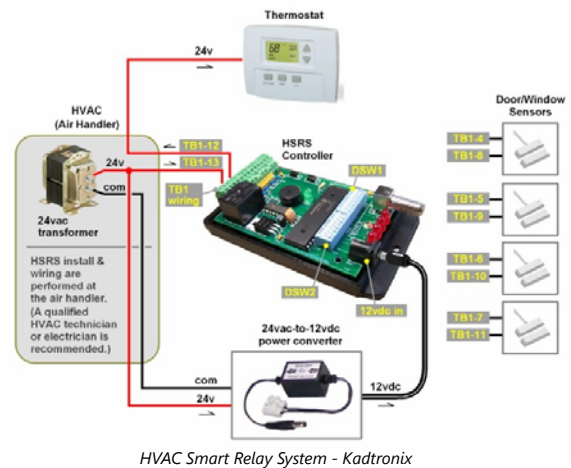 Thermostat
24v
68
HVAC
(Air Handler)
Door/Window
Sensors
TB1-12
HSRS
Controller
TB1-4
TB1-8
24v
TB1-13
DSW1
com
TB1
wiring
TB1-5
TB1-9
24vac
transformer
HSRS install &
wiring are
performed at
the air handler.
(A qualified
HVAC technician
or electrician is
recommended.)
TB1-6
TB1-10
DSW2
12vdc in
TB1-7
TB1-11
24vac-to-12vdc
power converter
com
12vdc
24v
HVAC Smart Relay System - Kadtronix